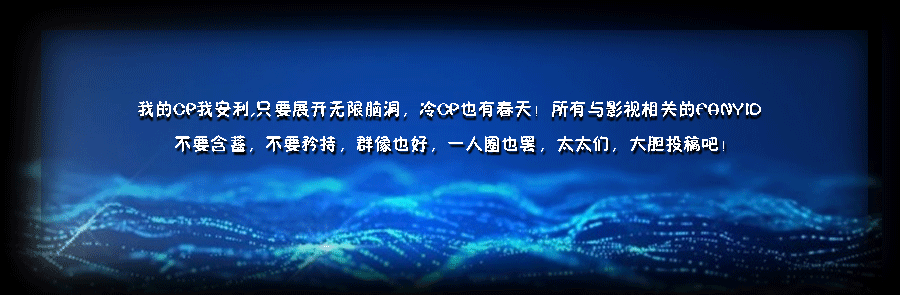 我的CP我安利,只要展开无限脑洞，冷CP也有春天！所有与影视相关的FANVID
不要含蓄，不要矜持，群像也好，一人圈也罢，太太们，大胆投稿吧！